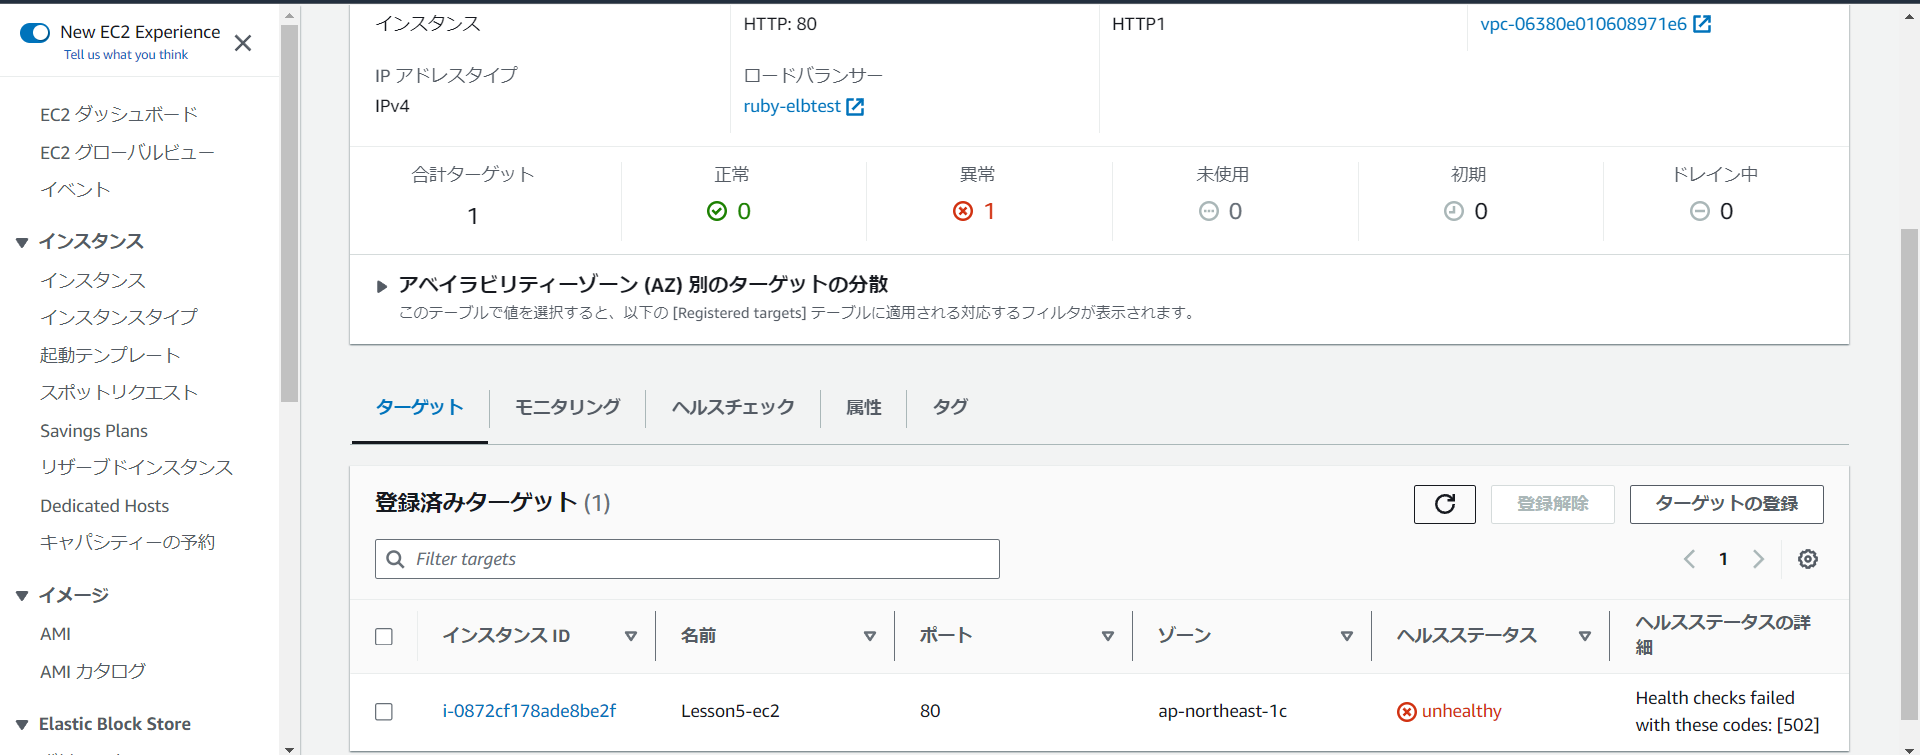 New EC2 Experience
Tell us what you think
EC2 ダッシュボード
EC2 グローバルビュー
イベント
インスタンス
インスタンス
インスタンスタイプ
起動テンプレート
スポットリクエスト
Savings Plans
リザーブドインスタンス
Dedicated Hosts
キャパシティーの予約
イメージ
AMI
AMI カタログ
Elastic Block Store
インスタンス
HTTP: 80
HTTP1
vpc-06380e010608971e6
IP アドレスタイプ
IPv4
ロードバランサー
ruby-elbtest
合計ターゲット
1
正常
0
異常
1
未使用
0
初期
0
ドレイン中
0
アベイラビリティーゾーン (AZ) 別のターゲットの分散
このテーブルで値を選択すると、以下の [Registered targets] テーブルに適用される対応するフィルタが表示されます。
ターゲット
モニタリング
ヘルスチェック
属性
タグ
登録済みターゲット (1)
登録解除
ターゲットの登録
Filter targets
1
インスタンス ID
名前
ポート
ゾーン
ヘルスステータス
ヘルスステータスの詳
細
i-0872cf178ade8be2f
Lesson5-ec2
80
ap-northeast-1c
unhealthy
Health checks failed
with these codes: [502]